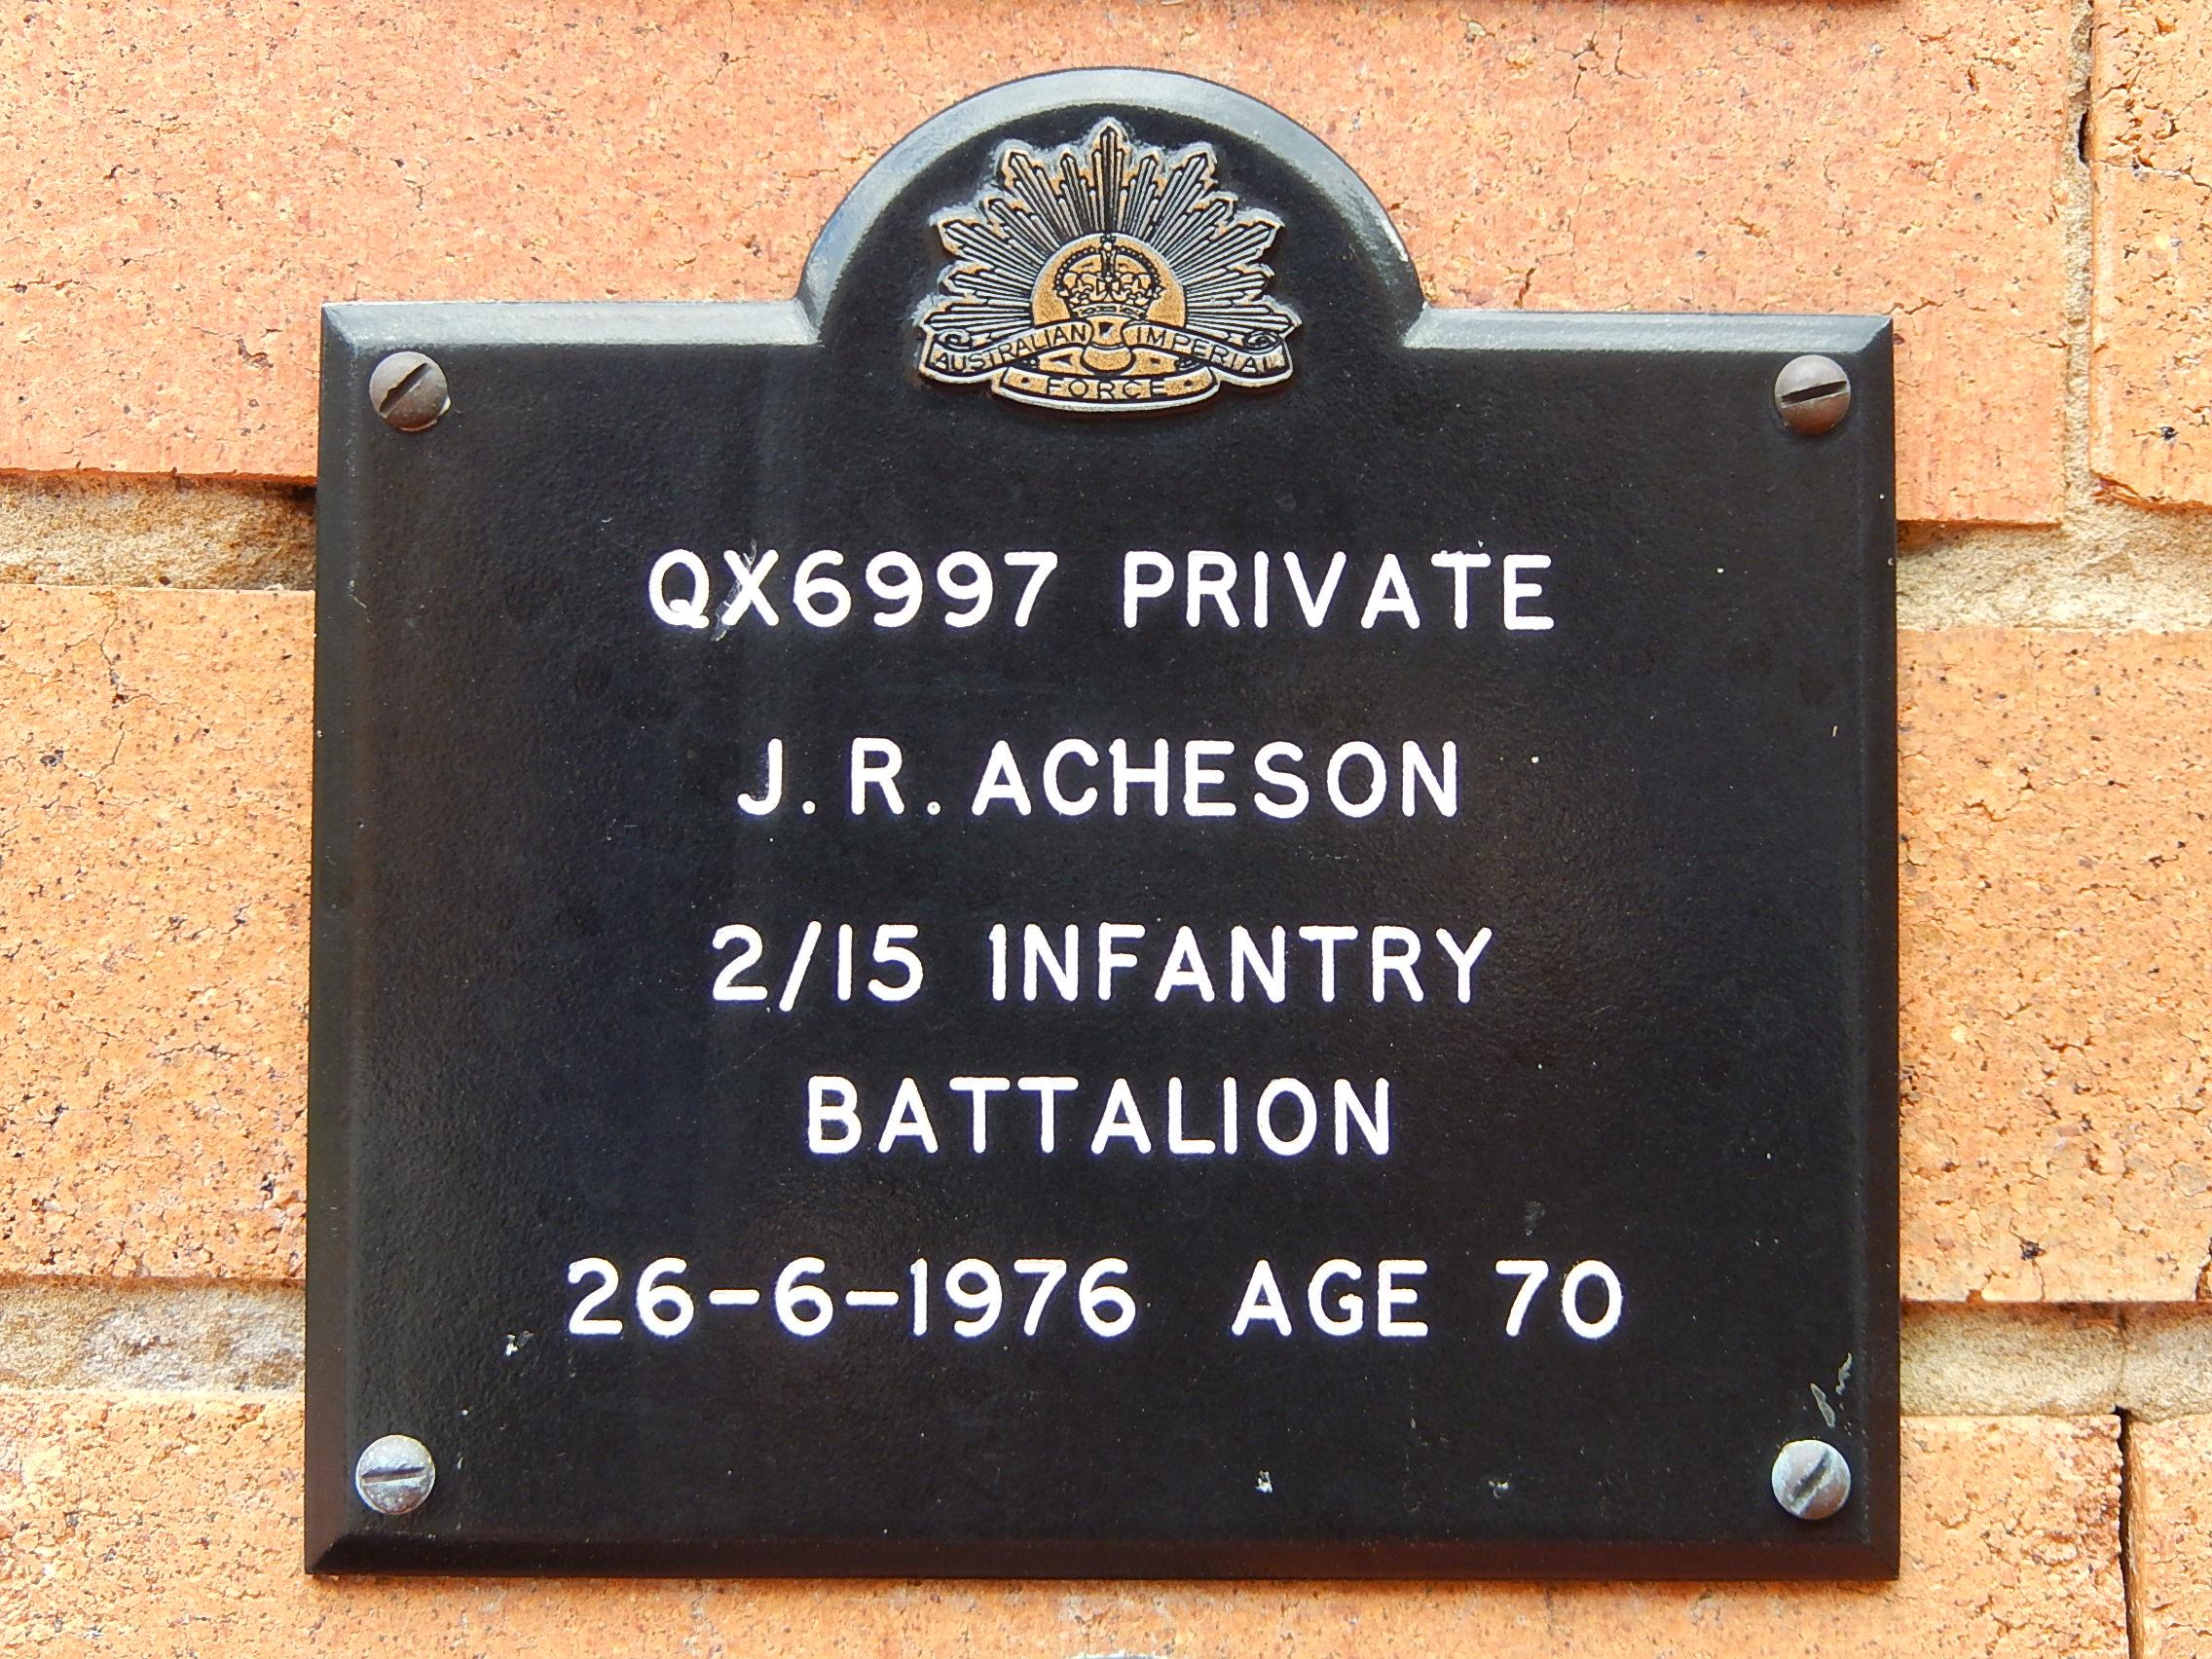 AUSTRALIAN IMPERIAL
FORCE
QX6997 PRIVATE
J. R. ACHESON
2/15 INFANTRY
BATTALION
26-6-1976 AGE 70